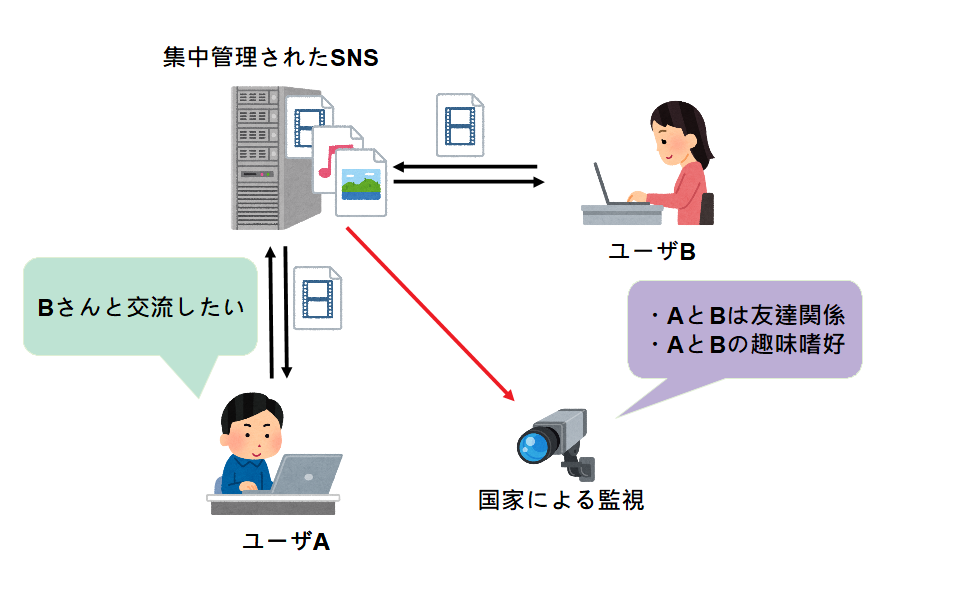 集中管理されたSNS
ユーザB
Bさんと交流したい
・AとBは友達関係
・AとBの趣味嗜好
国家による監視
ユーザA